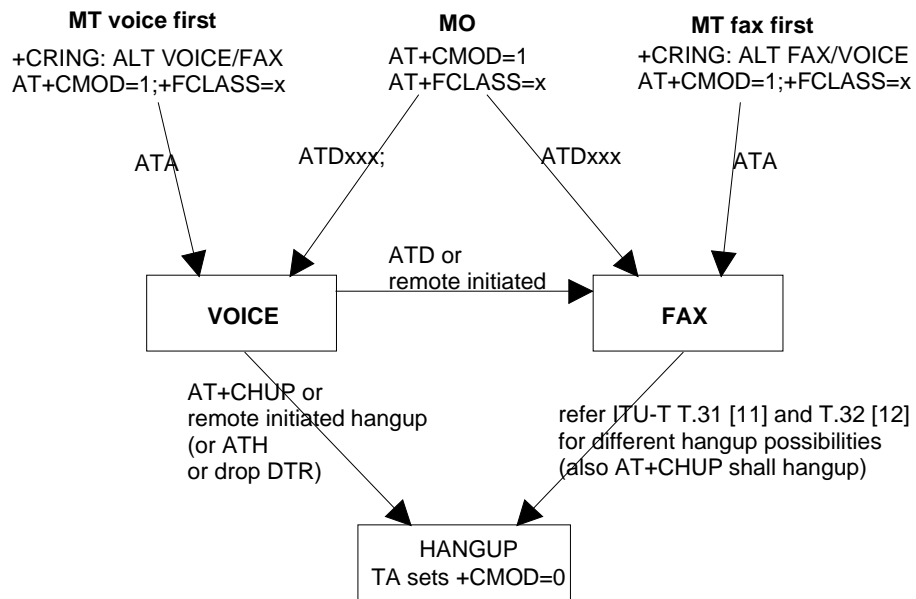 MT voice first
+CRING: ALT VOICE/FAX
AT+CMOD=1;+FCLASS=x
MO
AT+CMOD=1
AT+FCLASS=x
MT fax first
+CRING: ALT FAX/VOICE
AT+CMOD=1;+FCLASS=x
ATA
ATDxxx;
ATDxxx
ATA
ATD or
remote initiated
VOICE
FAX
AT+CHUP or
remote initiated hangup
(or ATH
or drop DTR)
refer ITU-T T.31 [11] and T.32 [12]
for different hangup possibilities
(also AT+CHUP shall hangup)
HANGUP
TA sets +CMOD=0